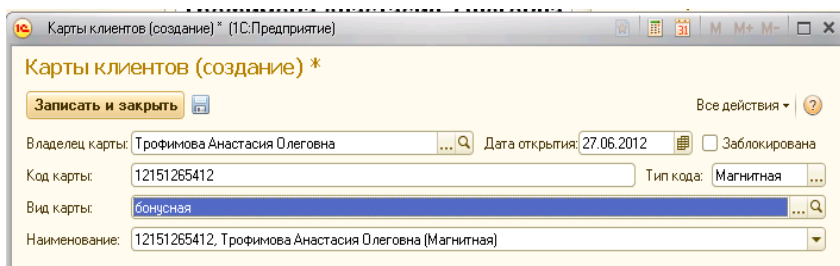 Карты клиентов (создание) * (1С:Предприятие) 31 M M+ M-
Карты клиентов (создание) *
Записать и закрыть Все действия ?
Владелец карты: Трофимова Анастасия Олеговна ... Дата открытия: 27.06.2012 Заблокирована
Код карты: 12151265412 Тип кода: Магнитная ...
Вид карты: бонусная ...
Наименование: 12151265412, Трофимова Анастасия Олеговна (Магнитная)